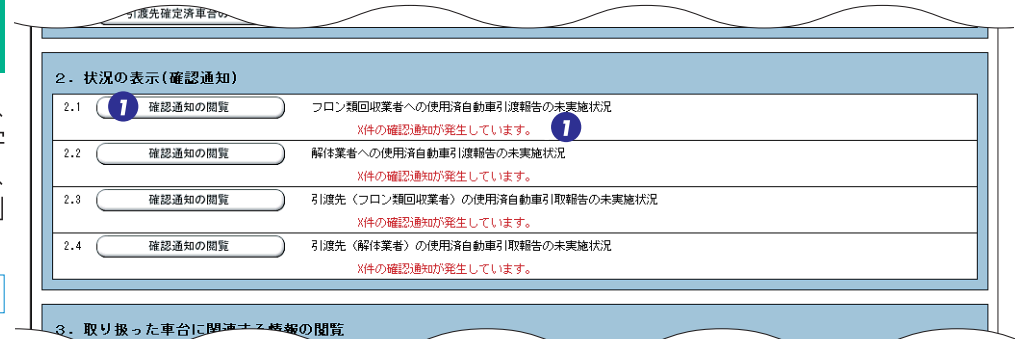 引渡先確定済車台の
2. 状況の表示(確認通知)
2.1 1 確認通知の閲覧 フロン類回収業者への使用済自動車引渡報告の未実施状況
X件の確認通知が発生しています。 1
2.2 確認通知の閲覧 解体業者への使用済自動車引渡報告の未実施状況
X件の確認通知が発生しています。
2.3 確認通知の閲覧 引渡先（フロン類回収業者）の使用済自動車引取報告の未実施状況
X件の確認通知が発生しています。
2.4 確認通知の閲覧 引渡先（解体業者）の使用済自動車引取報告の未実施状況
X件の確認通知が発生しています。
3. 取り扱った車台に関連する情報の閲覧